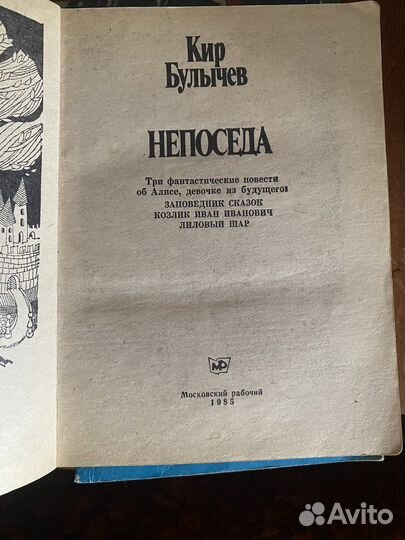 Кир
Булычев
НЕПОСЕДА
Три фантастические повести
об Алисе, девочке из будущего:
ЗАПОВЕДНИК СКАЗОК
КОЗЛИК ИВАН ИВАНОВИЧ
ЛИЛОВЫЙ ШАР
МР
Московский рабочий
1985
Avito